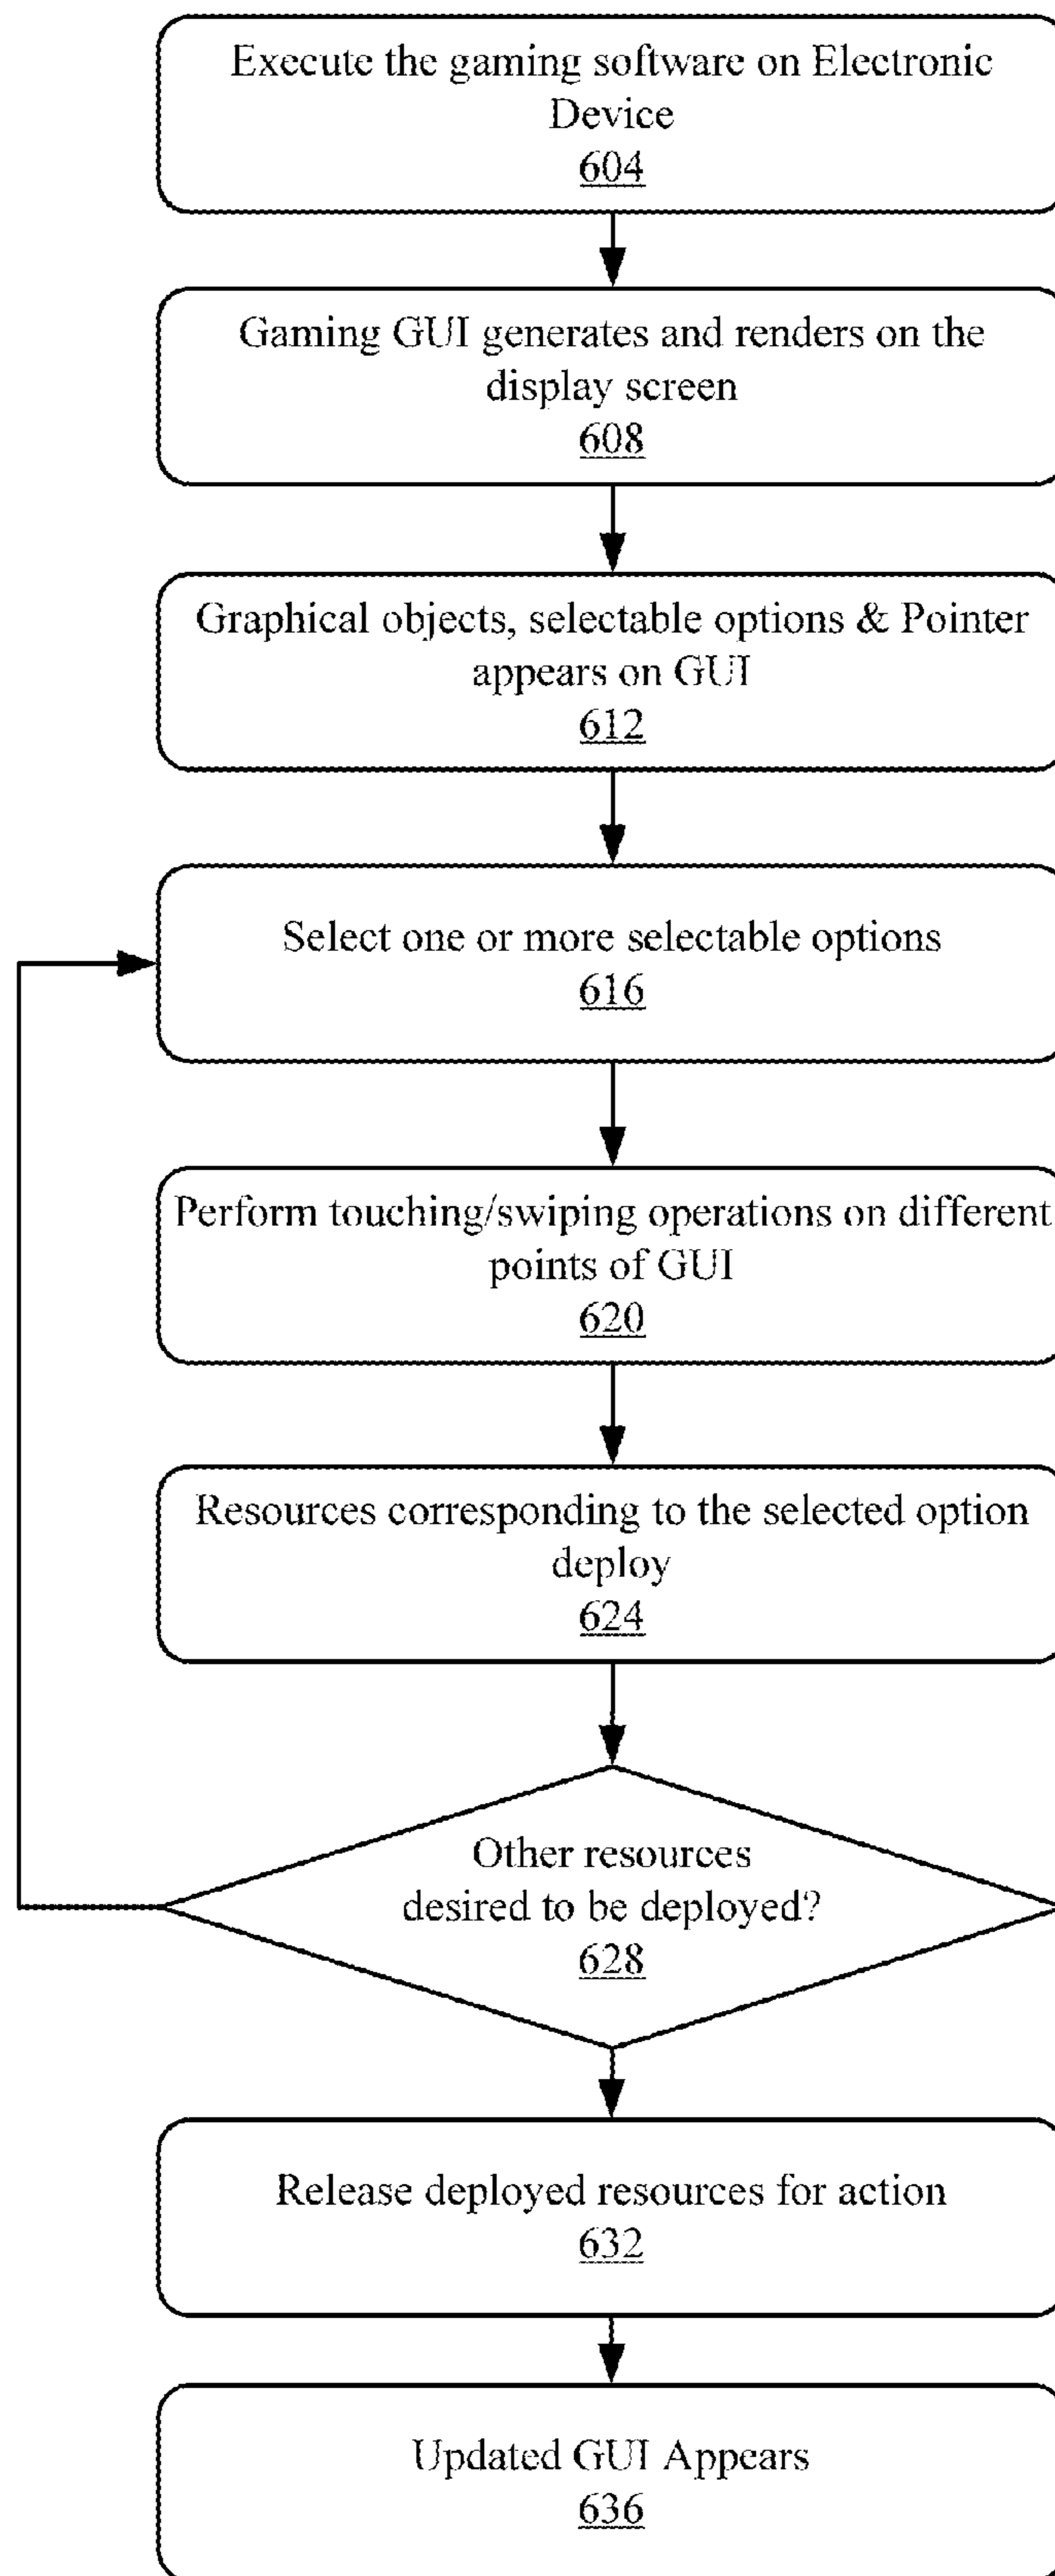 Execute the gaming software on Electronic
Device
604
Gaming GUI generates and renders on the
display screen
608
Graphical objects, selectable options & Pointer
appears on GUI
612
Select one or more selectable options
616
Perform touching/swiping operations on different
points of GUI
620
Resources corresponding to the selected option
deploy
624
Other resources
desired to be deployed?
628
Release deployed resources for action
632
Updated GUI Appears
636